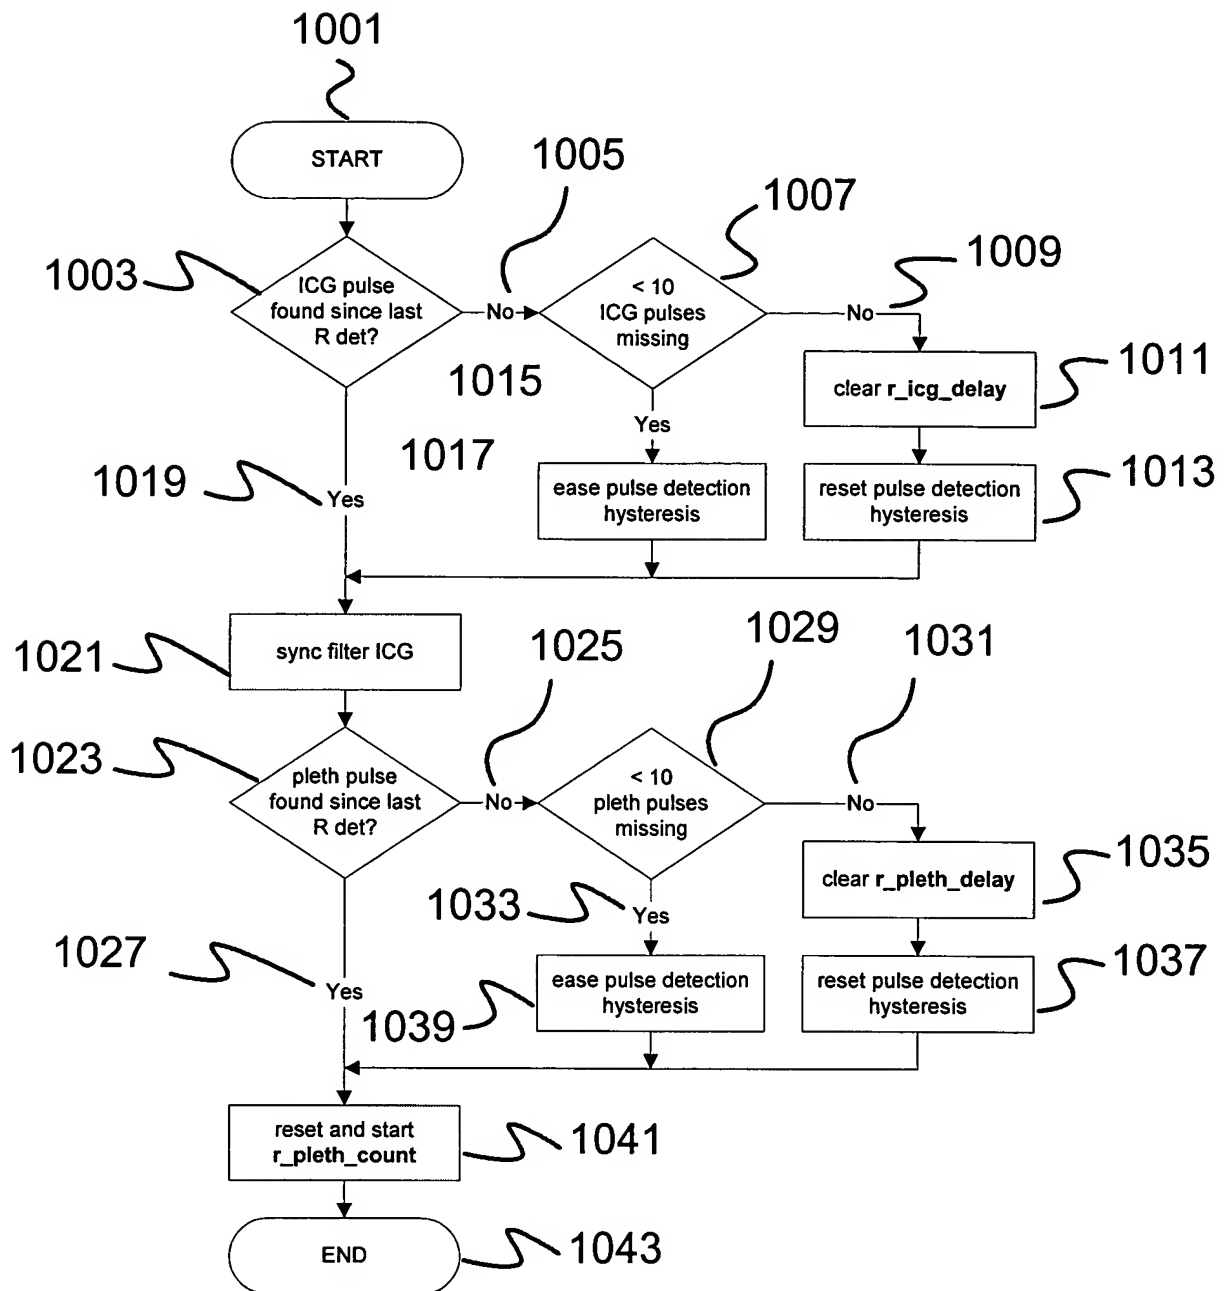 1001
START
1005
1007
1009
1003
ICG pulse
found since last
R det?
No
< 10
ICG pulses
missing
No
1011
clear r_icg_delay
1015
Yes
1017
1019
Yes
ease pulse detection
hysteresis
reset pulse detection
hysteresis
1013
1021
sync filter ICG
1025
1029
1031
1023
pleth pulse
found since last
R det?
No
< 10
pleth pulses
missing
No
1035
clear r_pleth_delay
1033
Yes
1027
Yes
ease pulse detection
hysteresis
1039
reset pulse detection
hysteresis
1037
reset and start
r_pleth_count
1041
END
1043